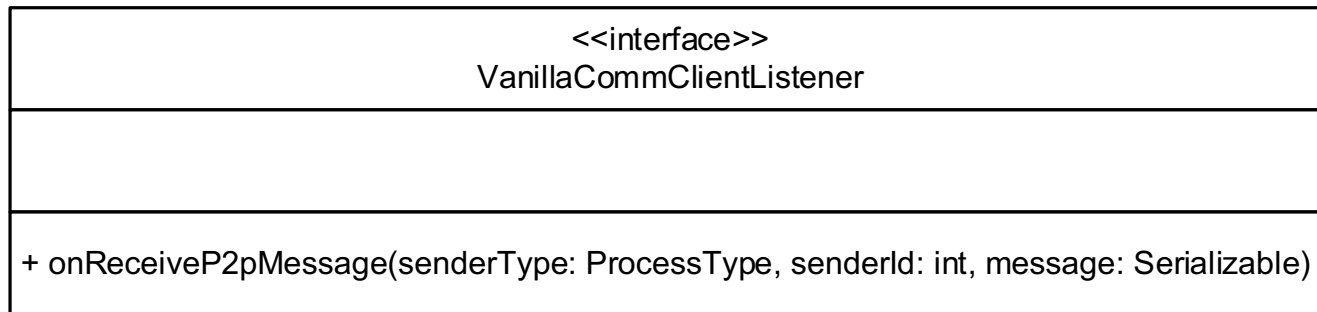 <<interface>>
VanillaCommClientListener
+ onReceiveP2pMessage(senderType: ProcessType, senderId: int, message: Serializable)